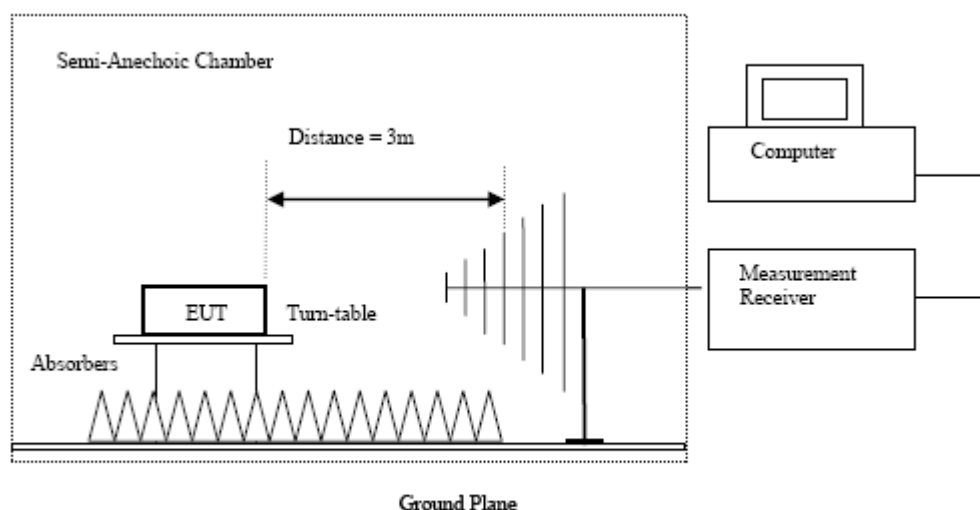 Semi-Anechoic Chamber
Distance = 3m
Computer
Measurement
Receiver
EUT
Turn-table
Absorbers
Ground Plane